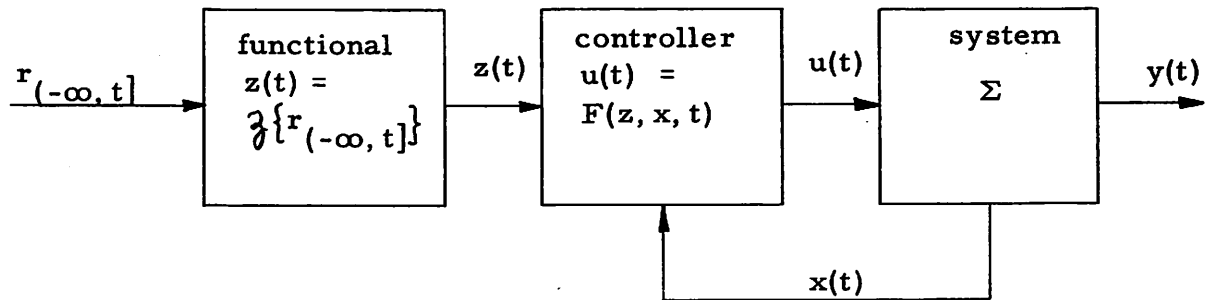 r(-∞, t]
functional
z(t) =
𝔷{r(-∞, t]}
z(t)
controller
u(t) =
F(z, x, t)
u(t)
system
Σ
y(t)
x(t)